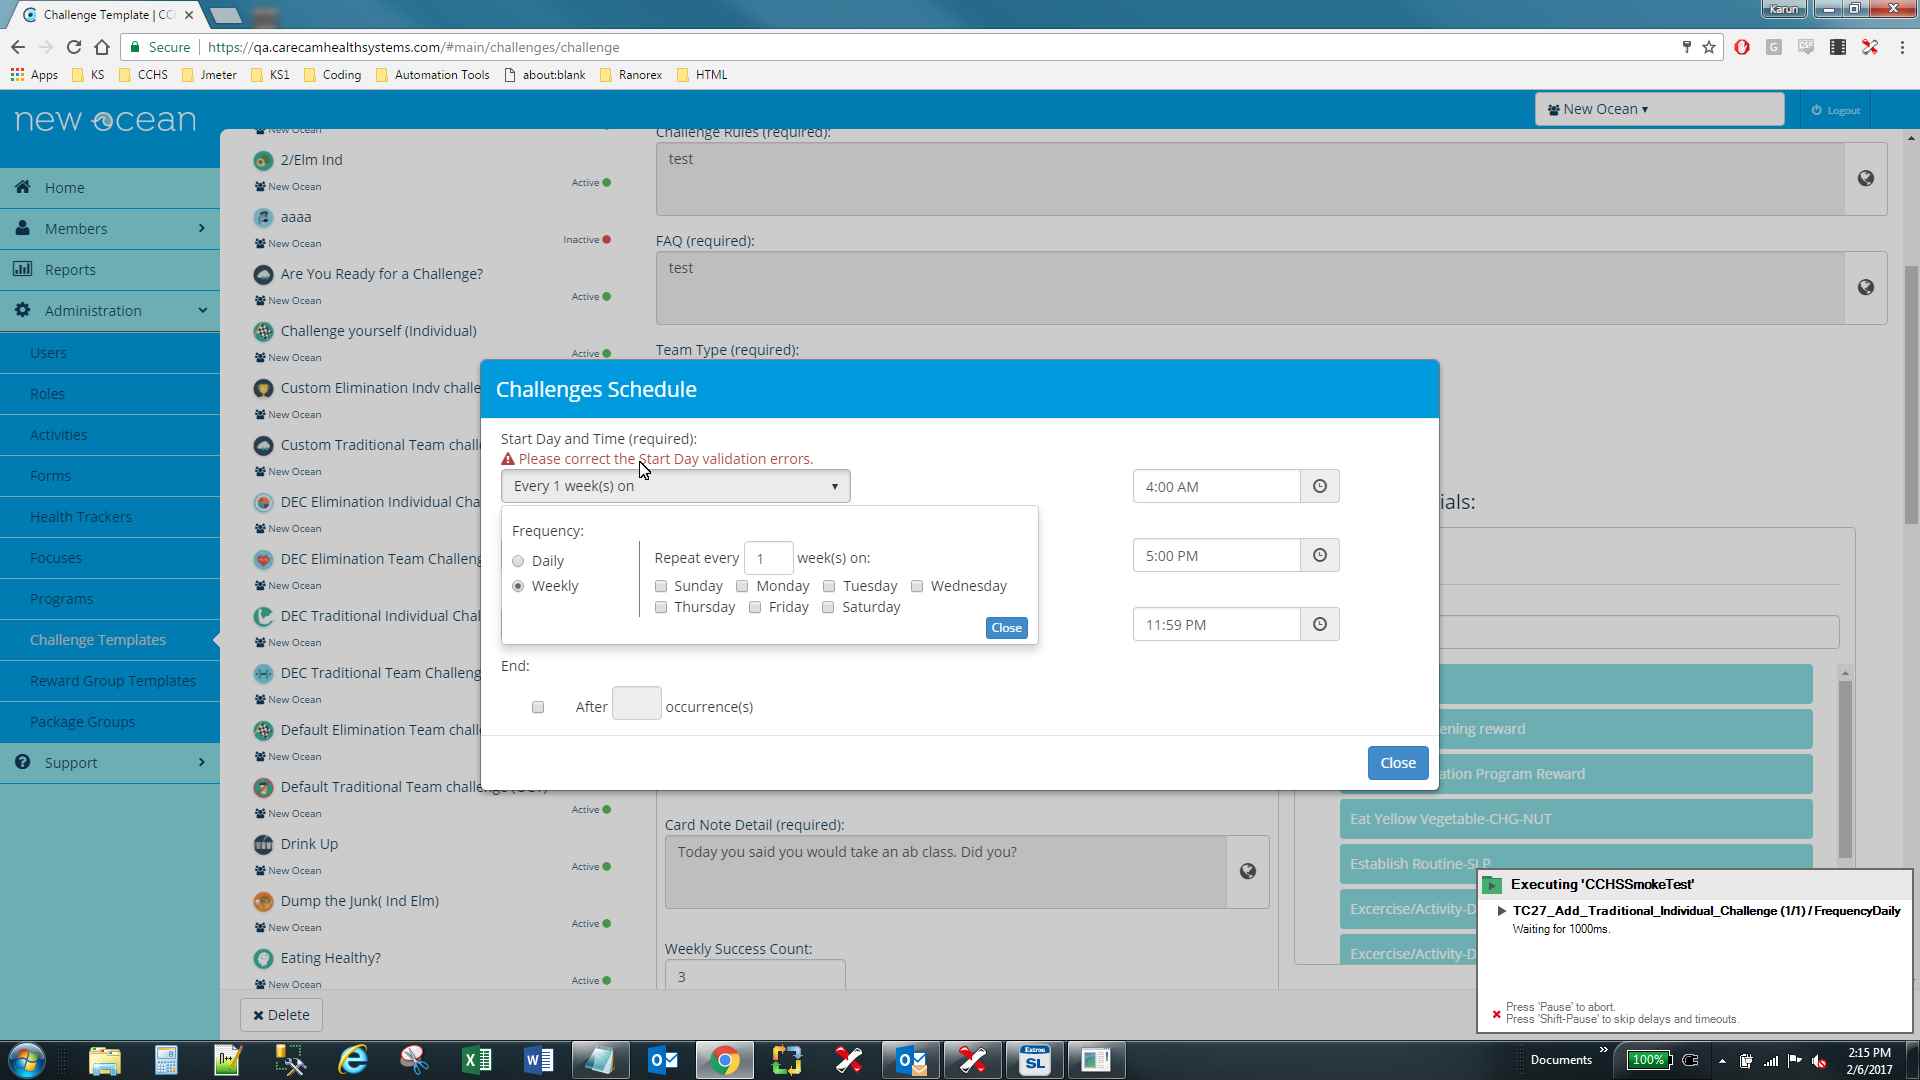 Challenge Template | CC
Karun
Secure
https://qa.carecamhealthsystems.com/#main/challenges/challenge
Apps
KS
CCHS
Jmeter
KS1
Coding
Automation Tools
about:blank
Ranorex
HTML
new ocean
New Ocean ▾
Logout
Home
Members
Reports
Administration
Users
Roles
Activities
Forms
Health Trackers
Focuses
Programs
Challenge Templates
Reward Group Templates
Package Groups
Support
New Ocean
2/Elm Ind
New Ocean
Active
aaaa
New Ocean
Inactive
Are You Ready for a Challenge?
New Ocean
Active
Challenge yourself (Individual)
New Ocean
Active
Custom Elimination Indv challe
New Ocean
Custom Traditional Team chall
New Ocean
DEC Elimination Individual Cha
New Ocean
DEC Elimination Team Challeng
New Ocean
DEC Traditional Individual Chal
New Ocean
DEC Traditional Team Challeng
New Ocean
Default Elimination Team chall
New Ocean
Default Traditional Team challe
New Ocean
Active
Drink Up
New Ocean
Active
Dump the Junk( Ind Elm)
New Ocean
Active
Eating Healthy?
New Ocean
Active
Delete
Challenge Rules (required):
test
FAQ (required):
test
Team Type (required):
Challenges Schedule
Start Day and Time (required):
Please correct the Start Day validation errors.
Every 1 week(s) on
4:00 AM
Frequency:
Daily
Weekly
Repeat every 1 week(s) on:
Sunday Monday Tuesday Wednesday
Thursday Friday Saturday
Close
5:00 PM
11:59 PM
End:
After occurrence(s)
Close
ials:
ening reward
ation Program Reward
Eat Yellow Vegetable-CHG-NUT
Establish Routine-SLP
Excercise/Activity-D
Excercise/Activity-D
Card Note Detail (required):
Today you said you would take an ab class. Did you?
Weekly Success Count:
3
Executing 'CCHSSmokeTest'
TC27_Add_Traditional_Individual_Challenge (1/1) / FrequencyDaily
Waiting for 1000ms.
Press 'Pause' to abort.
Press 'Shift-Pause' to skip delays and timeouts.
Extros
SL
Documents
100%
2:15 PM
2/6/2017